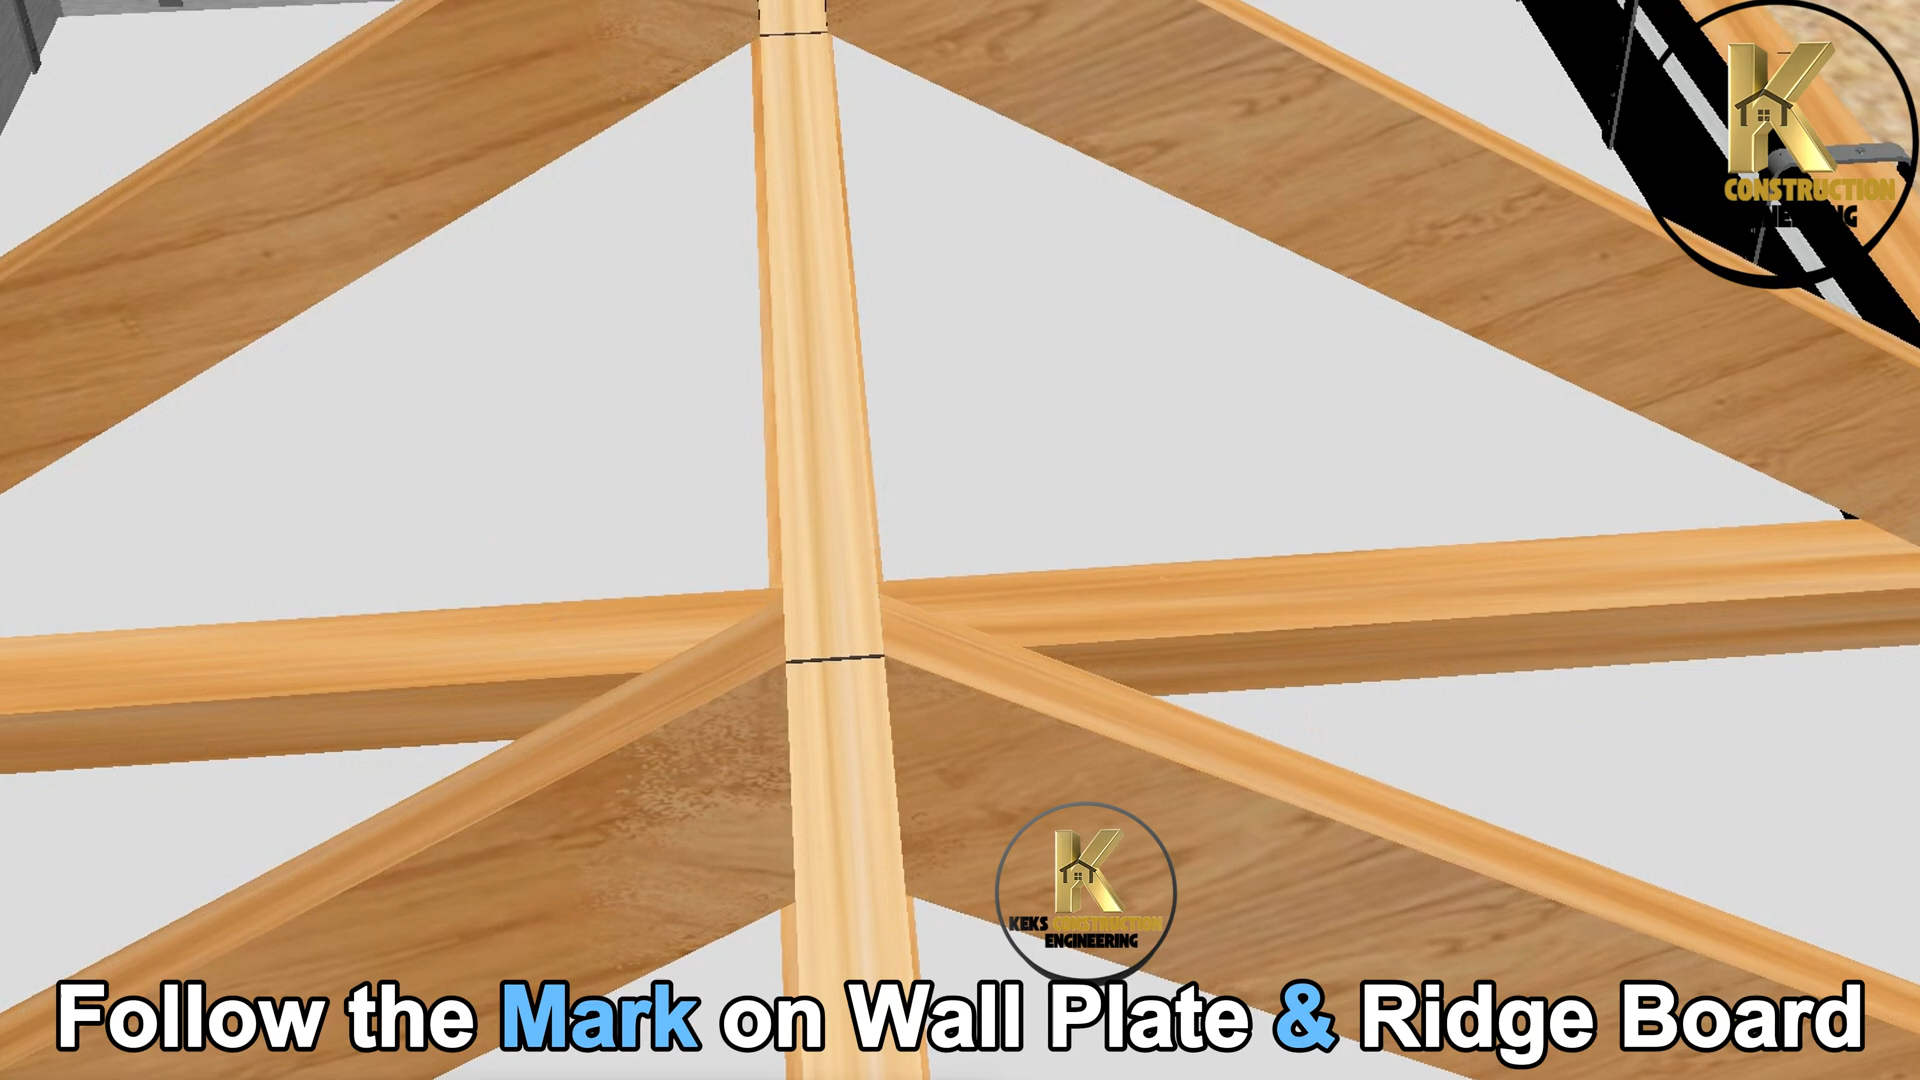 CONSTRUCTION
KEKS CONSTRUCTION
ENGINEERING
Follow the Mark on Wall Plate & Ridge Board